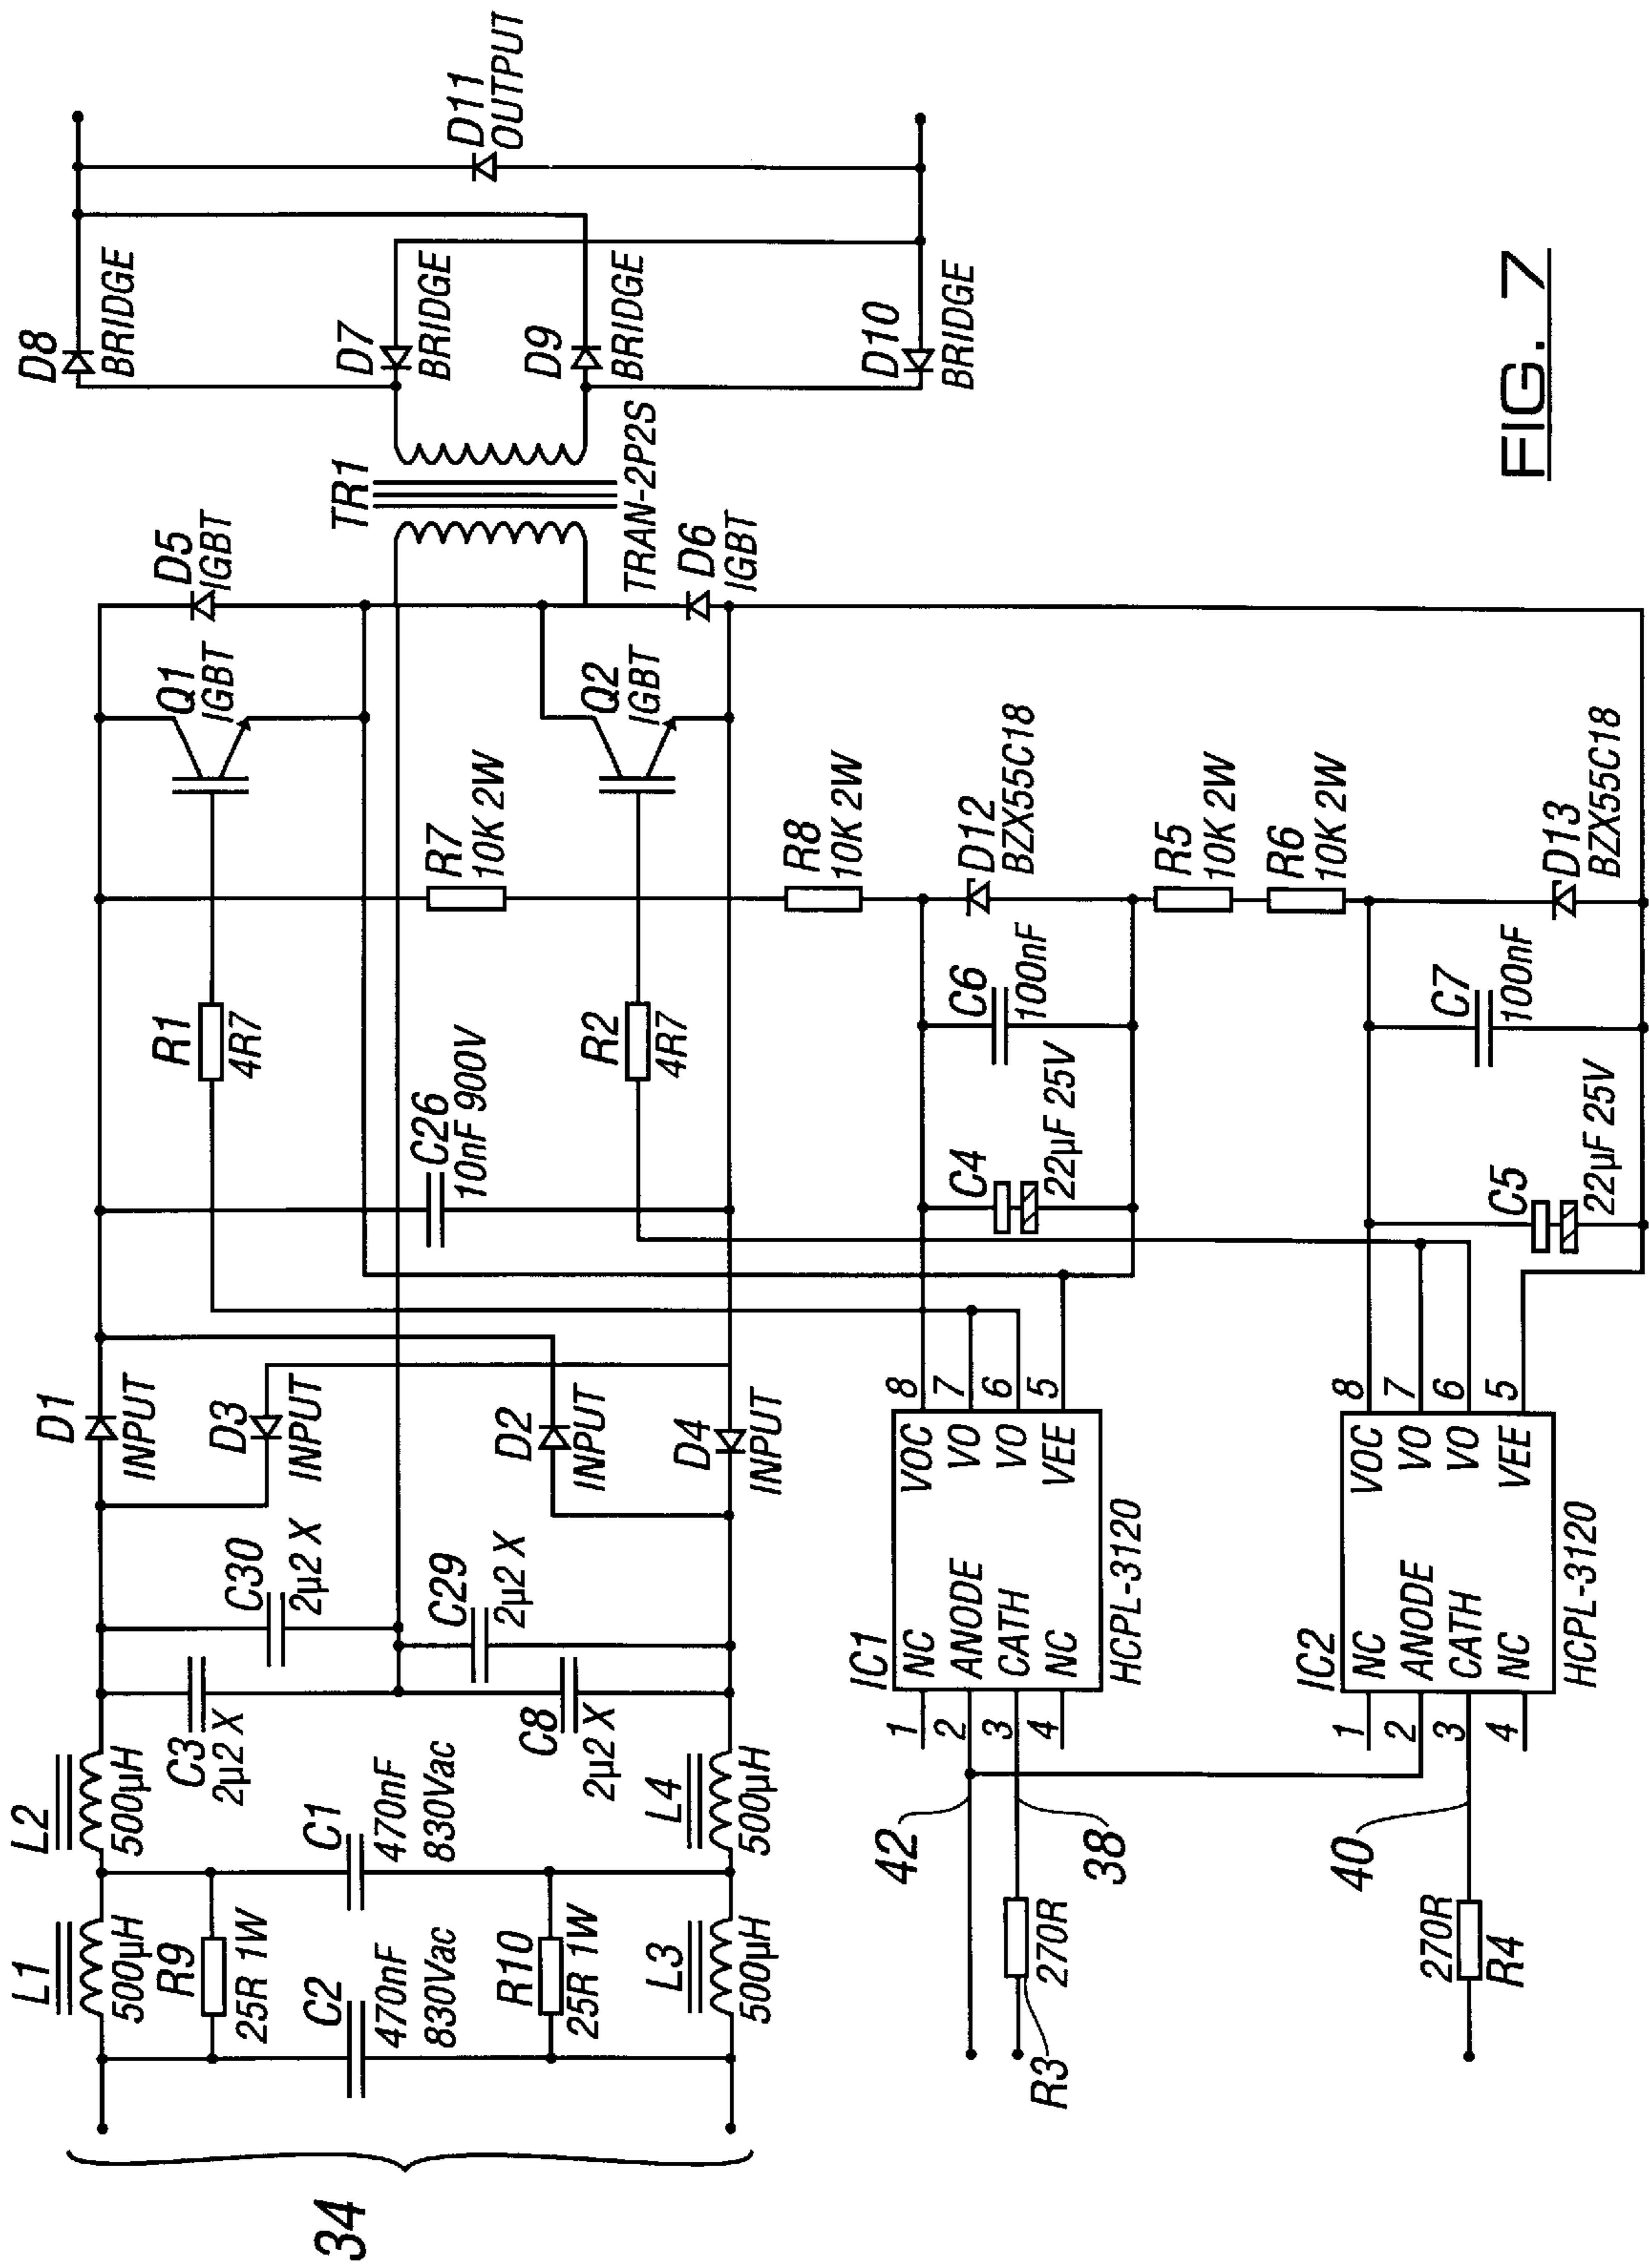 34
L1
500µH
R9
25R 1W
C2
470nF
830Vac
R10
25R 1W
L3
500µH
L2
500µH
C1
470nF
830Vac
L4
500µH
C3
2µ2 X
C8
2µ2 X
C30
2µ2 X
C29
2µ2 X
D1
INPUT
D3
INPUT
D2
INPUT
D4
INPUT
C26
10nF 900V
R1
4R7
R2
4R7
Q1
IGBT
D5
IGBT
Q2
IGBT
D6
IGBT
R7
10K 2W
R8
10K 2W
TR1
TRAN-2P2S
D8
BRIDGE
D7
BRIDGE
D9
BRIDGE
D10
BRIDGE
D11
OUTPUT
42
38
R3
270R
IC1
1
2
3
4
NC
ANODE
CATH
NC
VOC
VO
VO
VEE
8
7
6
5
HCPL-3120
C4
22µF 25V
C6
100nF
D12
BZX55C18
R5
10K 2W
R6
10K 2W
40
270R
R4
IC2
1
2
3
4
NC
ANODE
CATH
NC
VOC
VO
VO
VEE
8
7
6
5
HCPL-3120
C5
22µF 25V
C7
100nF
D13
BZX55C18
FIG. 7